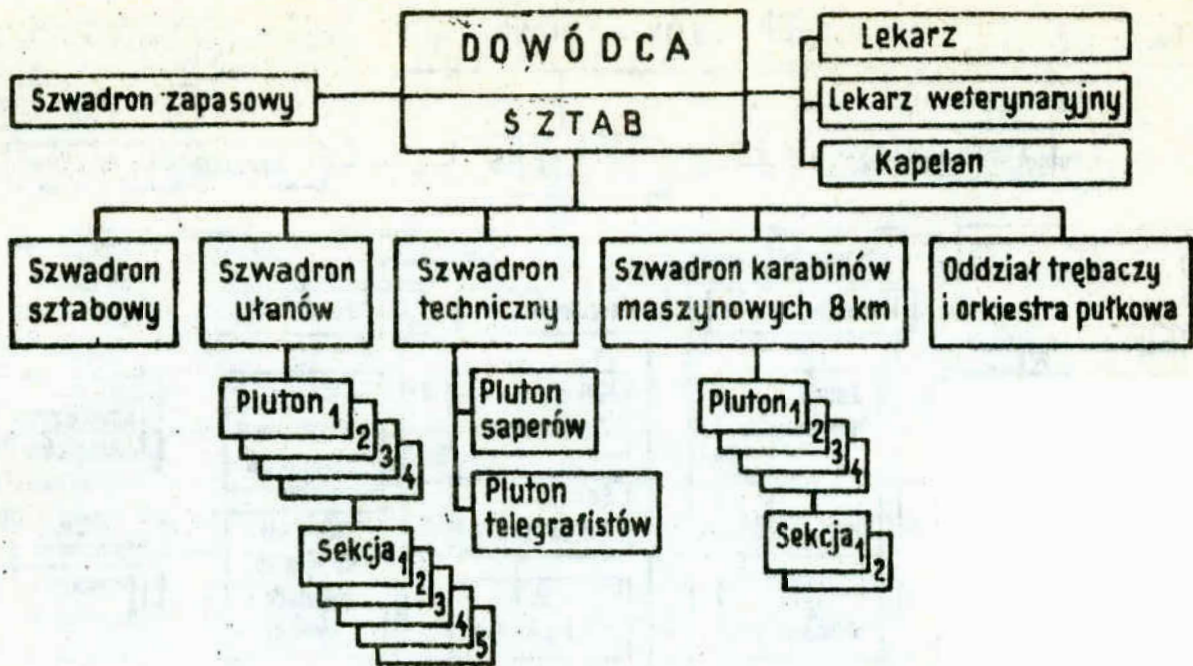 DOWÓDCA
SZTAB
Szwadron zapasowy
Lekarz
Lekarz weterynaryjny
Kapelan
Szwadron
sztabowy
Szwadron
ułanów
Szwadron
techniczny
Szwadron karabinów
maszynowych 8 km
Oddział trębaczy
i orkiestra pułkowa
Pluton 1
2
3
4
Sekcja 1
2
3
4
5
Pluton
saperów
Pluton
telegrafistów
Pluton 1
2
3
4
Sekcja 1
2